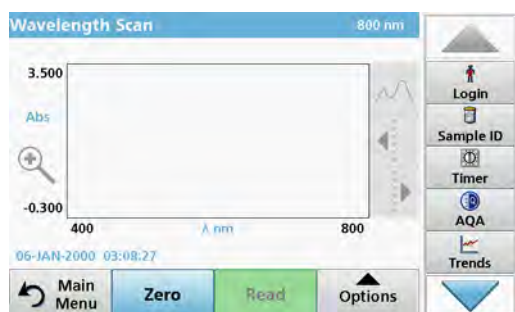 Wavelength Scan 800 nm
3.500
Abs
-0.300
400 λ nm 800
06-JAN-2000 03:08:27
Main Menu
Zero
Read
Options
Login
Sample ID
Timer
AQA
Trends